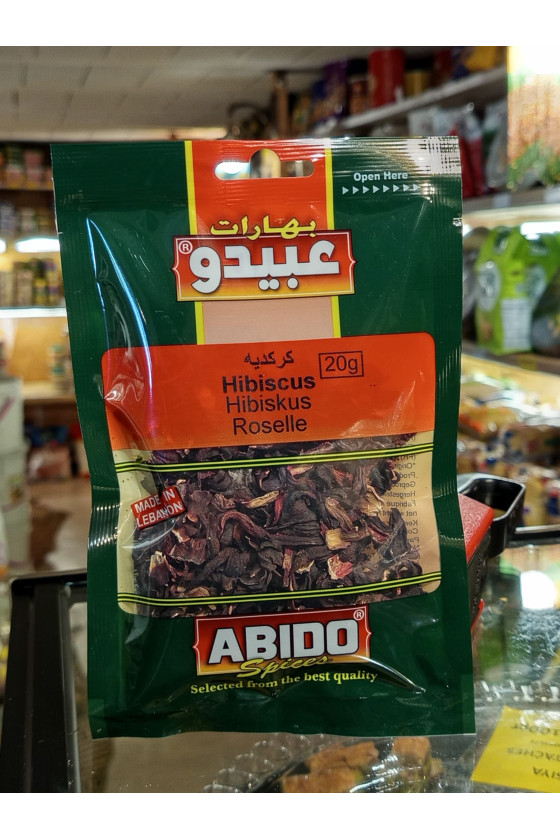 Open Here
بهارات
عبيدو®
كركديه
20g
Hibiscus
Hibiskus
Roselle
MADE IN
LEBANON
ABIDO®
Spices
Selected from the best quality